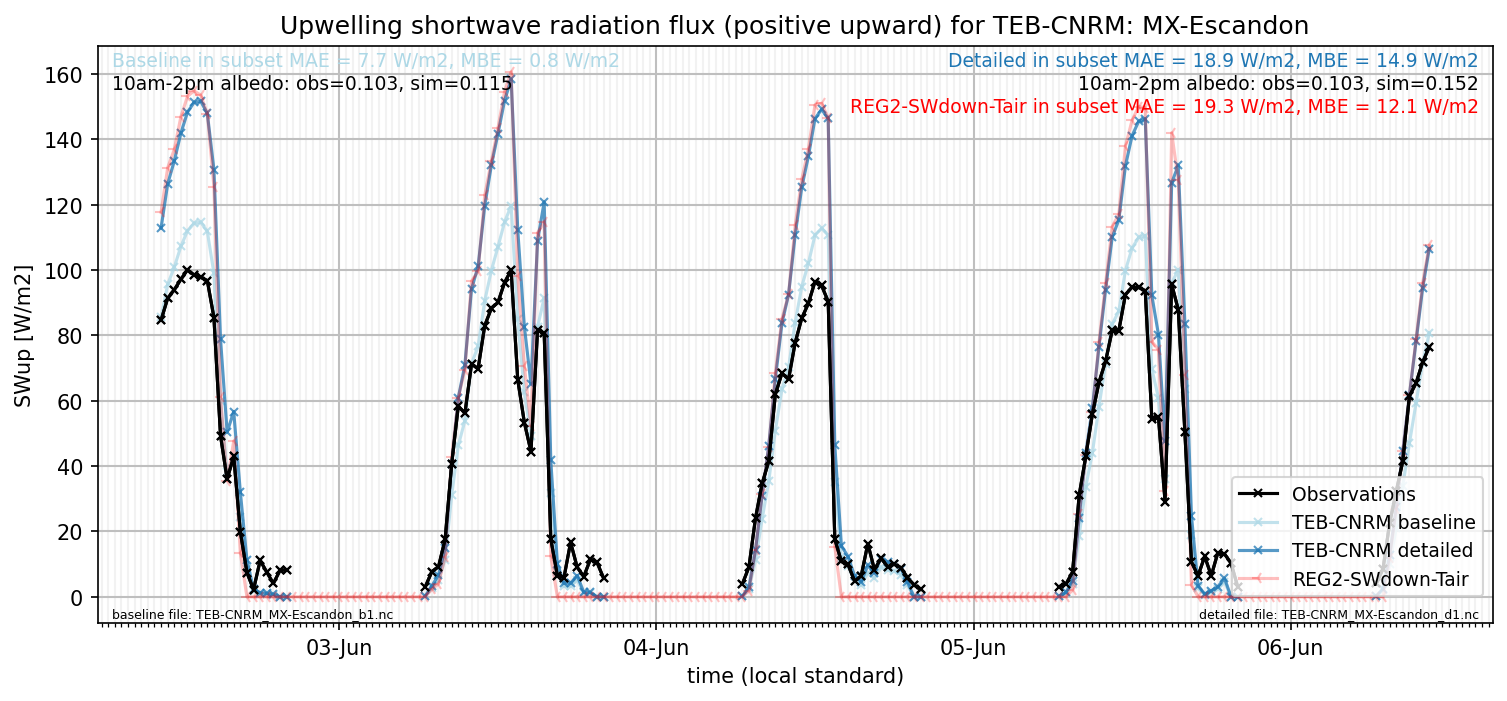 Upwelling shortwave radiation flux (positive upward) for TEB-CNRM: MX-Escandon
Baseline in subset MAE = 7.7 W/m2, MBE = 0.8 W/m2
10am-2pm albedo: obs=0.103, sim=0.115
Detailed in subset MAE = 18.9 W/m2, MBE = 14.9 W/m2
10am-2pm albedo: obs=0.103, sim=0.152
REG2-SWdown-Tair in subset MAE = 19.3 W/m2, MBE = 12.1 W/m2
SWup [W/m2]
160
140
120
100
80
60
40
20
0
Observations
TEB-CNRM baseline
TEB-CNRM detailed
REG2-SWdown-Tair
baseline file: TEB-CNRM_MX-Escandon_b1.nc
detailed file: TEB-CNRM_MX-Escandon_d1.nc
03-Jun
04-Jun
05-Jun
06-Jun
time (local standard)